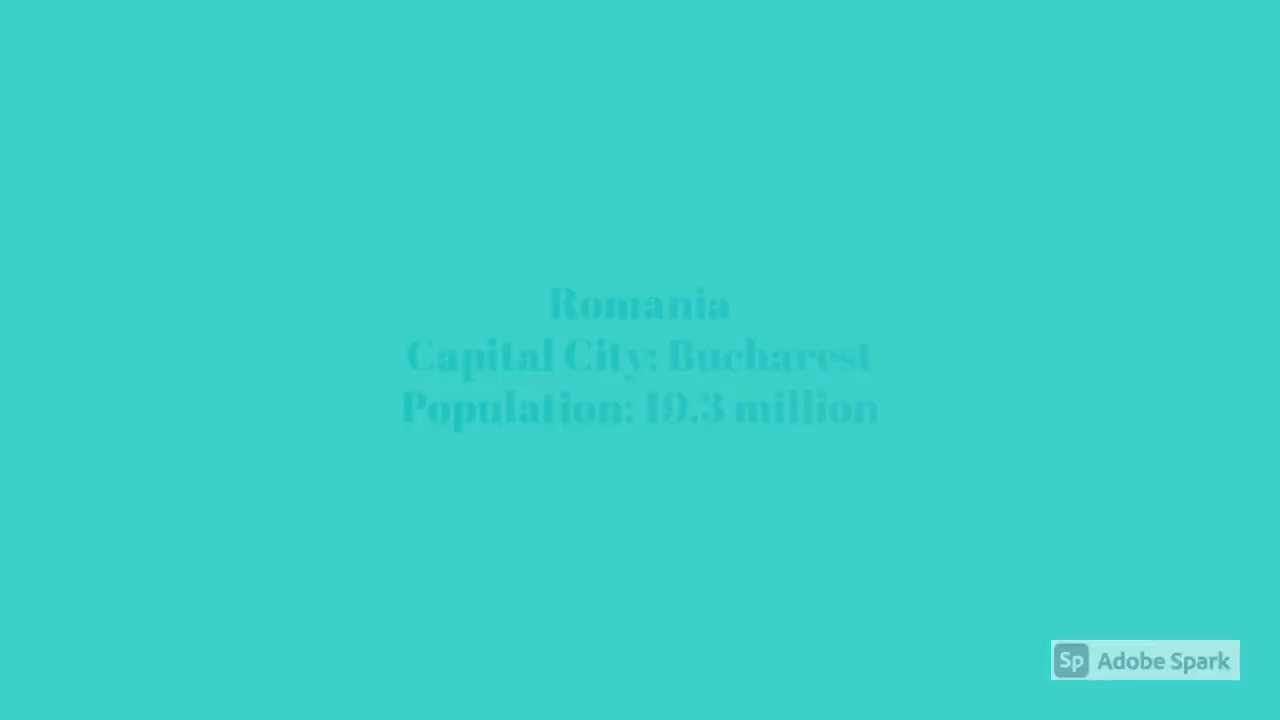 Romania
Capital City: Bucharest
Population: 19.3 million
Sp Adobe Spark